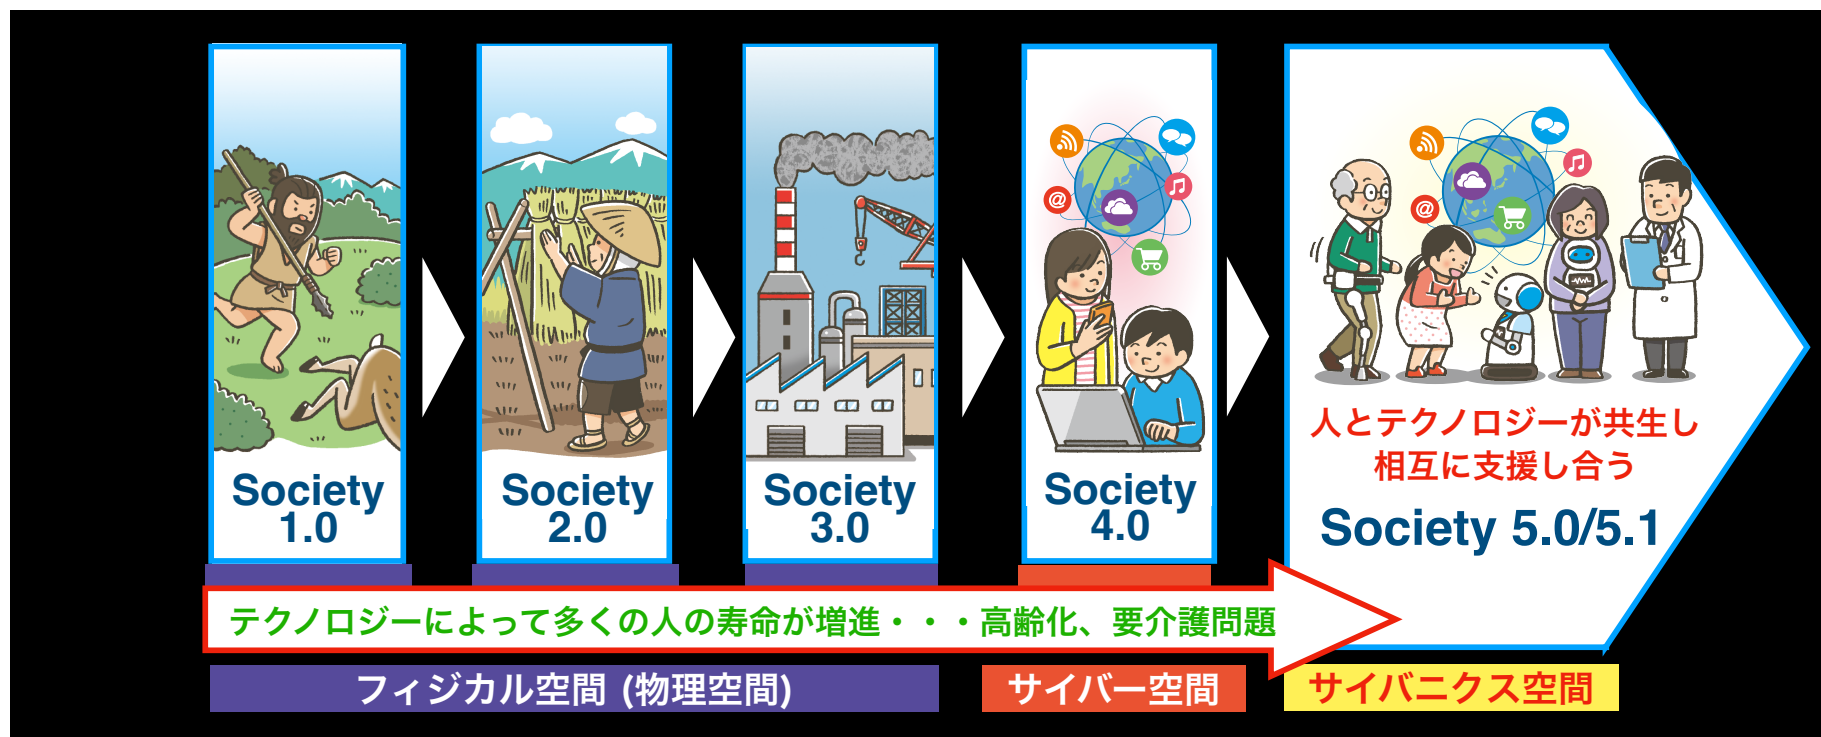 Society
1.0
Society
2.0
Society
3.0
Society
4.0
人とテクノロジーが共生し
相互に支援し合う
Society 5.0/5.1
テクノロジーによって多くの人の寿命が増進・・・高齢化、要介護問題
フィジカル空間 (物理空間)
サイバー空間
サイバニクス空間